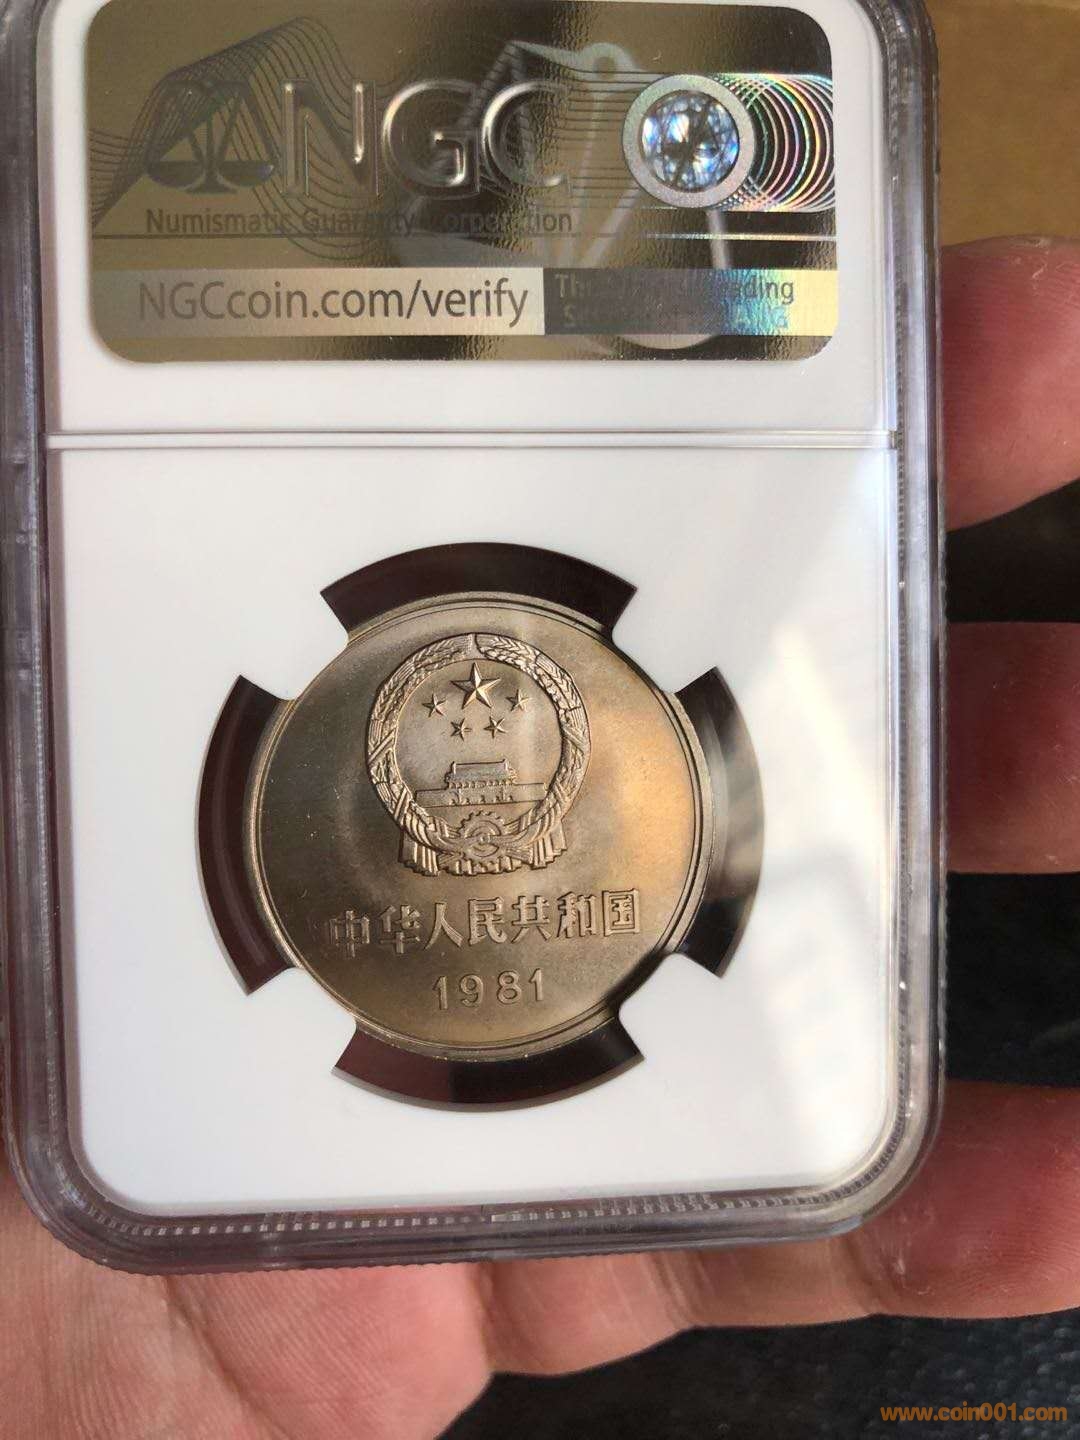 NGC
Numismatic Guaranty Corporation
NGCcoin.com/verify
中华人民共和国
1981
www.coin001.com